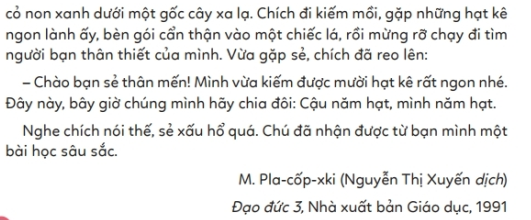 cỏ non xanh dưới một gốc cây xa lạ. Chích đi kiếm mồi, gặp những hạt kê
ngon lành ấy, bèn gói cẩn thận vào một chiếc lá, rồi mừng rỡ chạy đi tìm
người bạn thân thiết của mình. Vừa gặp sẻ, chích đã reo lên:
– Chào bạn sẻ thân mến! Mình vừa kiếm được mười hạt kê rất ngon nhé.
Đây này, bây giờ chúng mình hãy chia đôi: Cậu năm hạt, mình năm hạt.
Nghe chích nói thế, sẻ xấu hổ quá. Chú đã nhận được từ bạn mình một
bài học sâu sắc.
M. Pla-cốp-xki (Nguyễn Thị Xuyến dịch)
Đạo đức 3, Nhà xuất bản Giáo dục, 1991